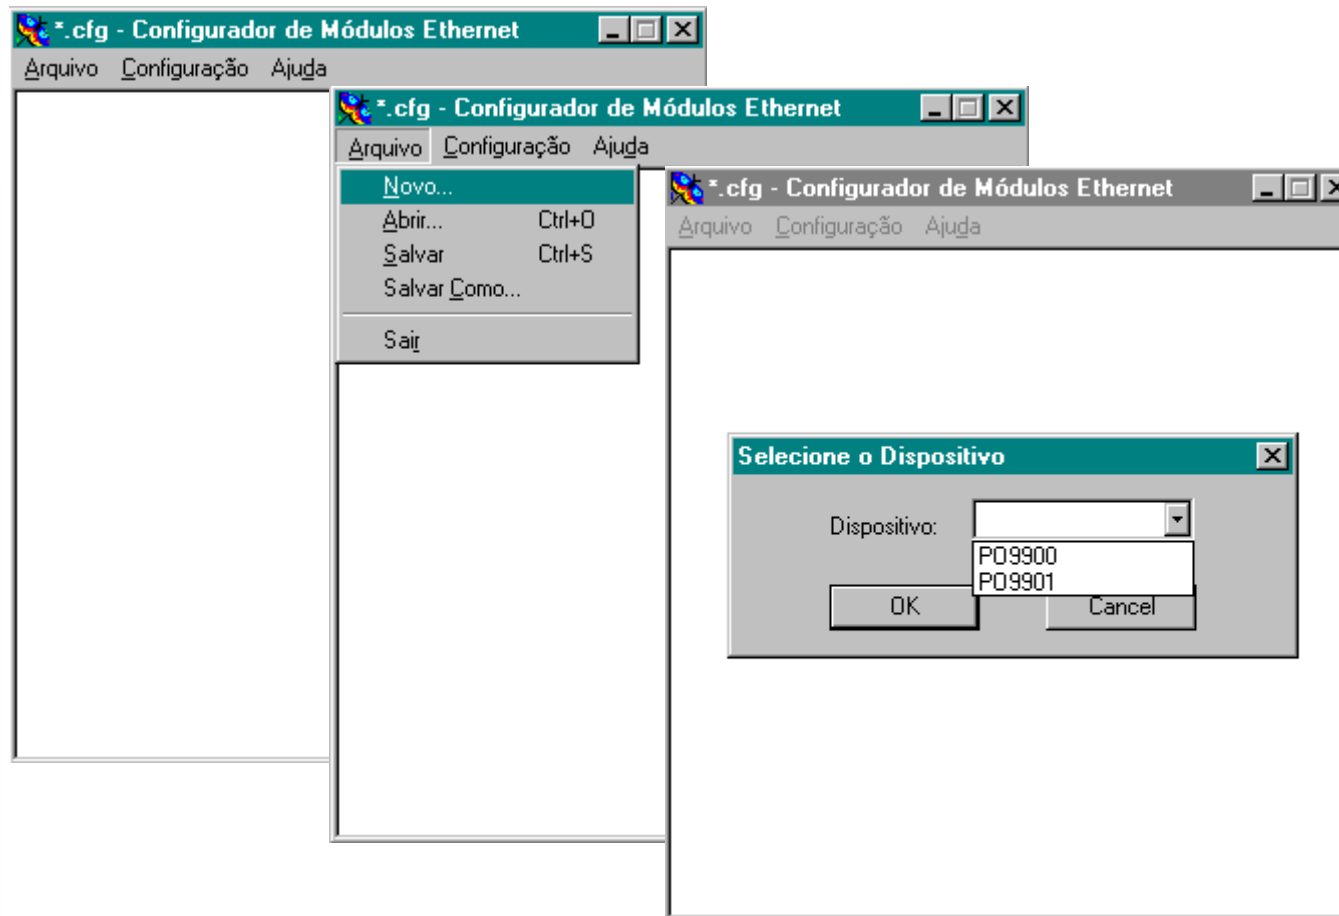 *.cfg - Configurador de Módulos Ethernet
Arquivo Configuração Ajuda
*.cfg - Configurador de Módulos Ethernet
Arquivo Configuração Ajuda
Novo...
Abrir... Ctrl+O
Salvar Ctrl+S
Salvar Como...
Sair
*.cfg - Configurador de Módulos Ethernet
Arquivo Configuração Ajuda
Selecione o Dispositivo
Dispositivo:
PO9900
PO9901
OK Cancel